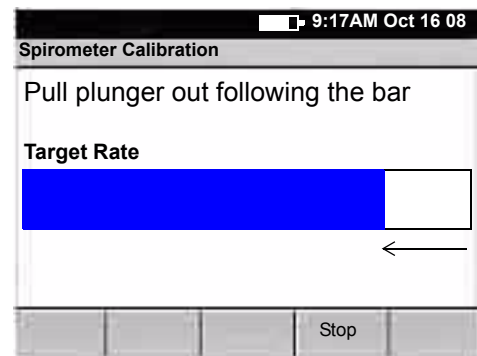 9:17AM Oct 16 08
Spirometer Calibration
Pull plunger out following the bar
Target Rate
Stop